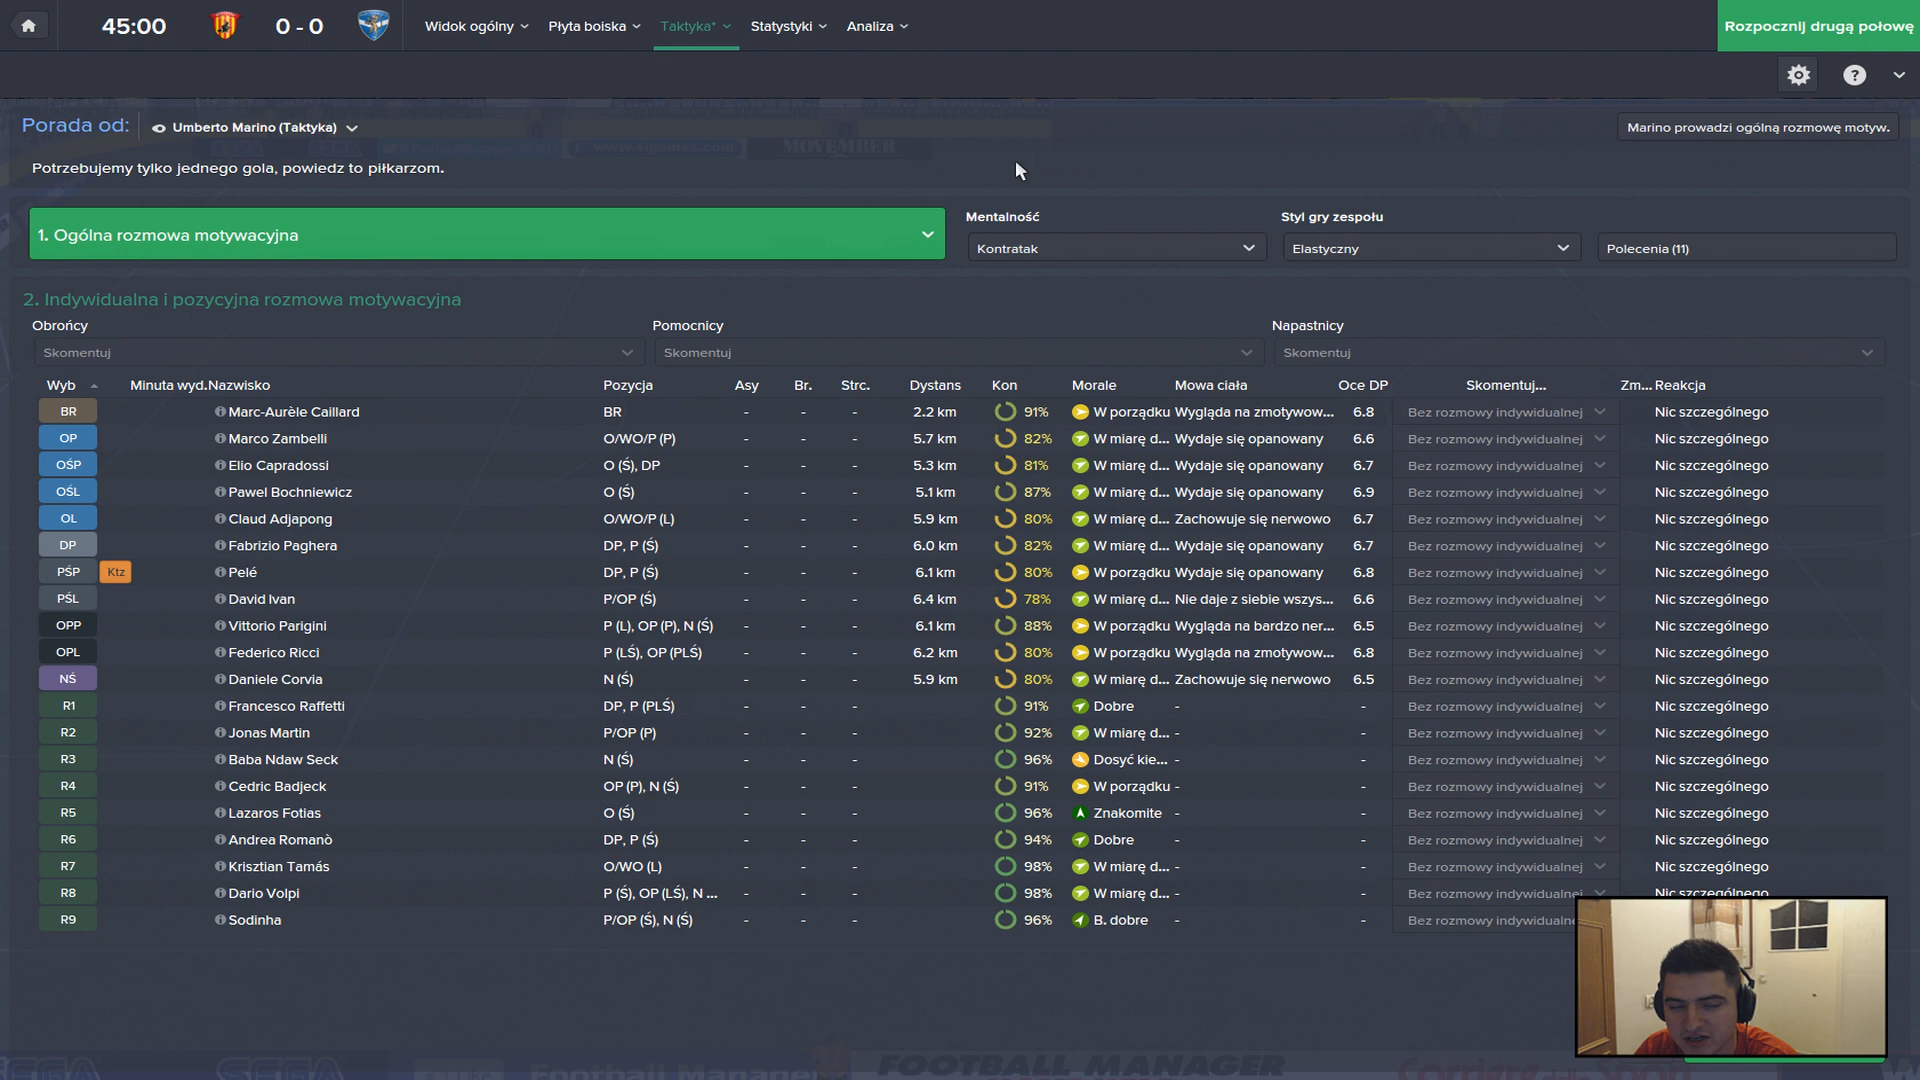 45:00 0 - 0 Widok ogólny Płyta boiska Taktyka* Statystyki Analiza Rozpocznij drugą połowę
?
Porada od: Umberto Marino (Taktyka) Marino prowadzi ogólną rozmowę motyw.
Potrzebujemy tylko jednego gola, powiedz to piłkarzom.
Mentalność Styl gry zespołu
1. Ogólna rozmowa motywacyjna Kontratak Elastyczny Polecenia (11)
2. Indywidualna i pozycyjna rozmowa motywacyjna
Obrońcy Pomocnicy Napastnicy
Skomentuj Skomentuj Skomentuj
Wyb Minuta wyd. Nazwisko Pozycja Asy Br. Strc. Dystans Kon Morale Mowa ciała Oce DP Skomentuj... Zm... Reakcja
BR Marc-Aurèle Caillard BR - - - 2.2 km 91% W porządku Wygląda na zmotywow... 6.8 Bez rozmowy indywidualnej Nic szczególnego
OP Marco Zambelli O/WO/P (P) - - - 5.7 km 82% W miarę d... Wydaje się opanowany 6.6 Bez rozmowy indywidualnej Nic szczególnego
OŚP Elio Capradossi O (Ś), DP - - - 5.3 km 81% W miarę d... Wydaje się opanowany 6.7 Bez rozmowy indywidualnej Nic szczególnego
OŚL Pawel Bochniewicz O (Ś) - - - 5.1 km 87% W miarę d... Wydaje się opanowany 6.9 Bez rozmowy indywidualnej Nic szczególnego
OL Claud Adjapong O/WO/P (L) - - - 5.9 km 80% W miarę d... Zachowuje się nerwowo 6.7 Bez rozmowy indywidualnej Nic szczególnego
DP Fabrizio Paghera DP, P (Ś) - - - 6.0 km 82% W miarę d... Wydaje się opanowany 6.7 Bez rozmowy indywidualnej Nic szczególnego
PŚP Ktz Pelé DP, P (Ś) - - - 6.1 km 80% W porządku Wydaje się opanowany 6.8 Bez rozmowy indywidualnej Nic szczególnego
PŚL David Ivan P/OP (Ś) - - - 6.4 km 78% W miarę d... Nie daje z siebie wszys... 6.6 Bez rozmowy indywidualnej Nic szczególnego
OPP Vittorio Parigini P (L), OP (P), N (Ś) - - - 6.1 km 88% W porządku Wygląda na bardzo ner... 6.5 Bez rozmowy indywidualnej Nic szczególnego
OPL Federico Ricci P (LŚ), OP (PLŚ) - - - 6.2 km 80% W porządku Wygląda na zmotywow... 6.8 Bez rozmowy indywidualnej Nic szczególnego
NŚ Daniele Corvia N (Ś) - - - 5.9 km 80% W miarę d... Zachowuje się nerwowo 6.5 Bez rozmowy indywidualnej Nic szczególnego
R1 Francesco Raffetti DP, P (PLŚ) - - - 91% Dobre - - Bez rozmowy indywidualnej Nic szczególnego
R2 Jonas Martin P/OP (P) - - - 92% W miarę d... - - Bez rozmowy indywidualnej Nic szczególnego
R3 Baba Ndaw Seck N (Ś) - - - 96% Dosyć kie... - - Bez rozmowy indywidualnej Nic szczególnego
R4 Cedric Badjeck OP (P), N (Ś) - - - 91% W porządku - - Bez rozmowy indywidualnej Nic szczególnego
R5 Lazaros Fotias O (Ś) - - - 96% Znakomite - - Bez rozmowy indywidualnej Nic szczególnego
R6 Andrea Romanò DP, P (Ś) - - - 94% Dobre - - Bez rozmowy indywidualnej Nic szczególnego
R7 Krisztian Tamás O/WO (L) - - - 98% W miarę d... - - Bez rozmowy indywidualnej Nic szczególnego
R8 Dario Volpi P (Ś), OP (LŚ), N ... - - - 98% W miarę d... - - Bez rozmowy indywidualnej Nic szczególnego
R9 Sodinha P/OP (Ś), N (Ś) - - - 96% B. dobre - - Bez rozmowy indywidualne
SEGA SEGA Football Manager FOOTBALL MANAGER